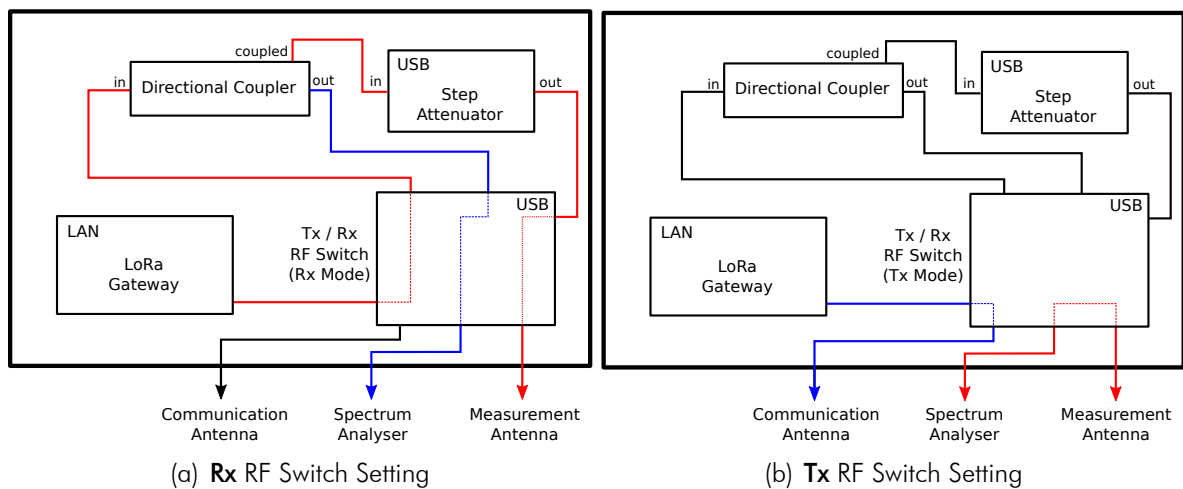 coupled
in
Directional Coupler
out
in
USB
Step
Attenuator
out
USB
LAN
LoRa
Gateway
Tx / Rx
RF Switch
(Rx Mode)
Communication
Antenna
Spectrum
Analyser
Measurement
Antenna
(a) Rx RF Switch Setting
coupled
in
Directional Coupler
out
in
USB
Step
Attenuator
out
USB
LAN
LoRa
Gateway
Tx / Rx
RF Switch
(Tx Mode)
Communication
Antenna
Spectrum
Analyser
Measurement
Antenna
(b) Tx RF Switch Setting